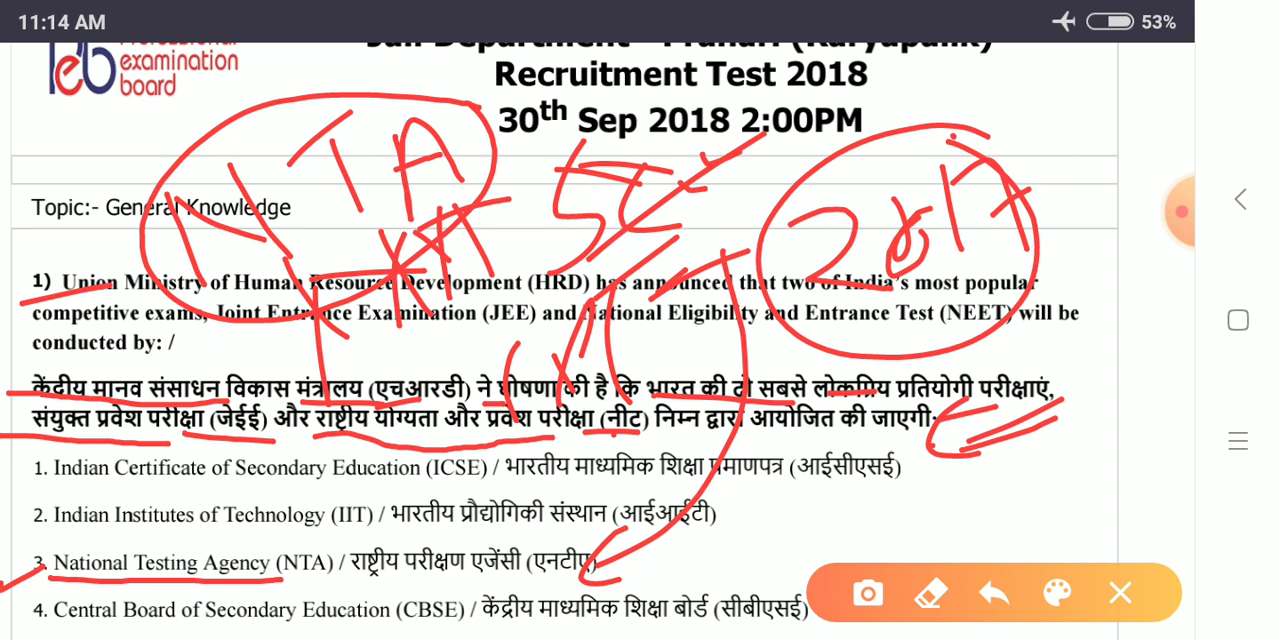 11:14 AM
53%
Professional
examination
board
Jail Department - Prahari (Karyapalik)
Recruitment Test 2018
30th Sep 2018 2:00PM
NTA
2017
Topic:- General Knowledge
1) Union Ministry of Human Resource Development (HRD) has announced that two of India's most popular
competitive exams, Joint Entrance Examination (JEE) and National Eligibility and Entrance Test (NEET) will be
conducted by: /
केंद्रीय मानव संसाधन विकास मंत्रालय (एचआरडी) ने घोषणा की है कि भारत की दो सबसे लोकप्रिय प्रतियोगी परीक्षाएं,
संयुक्त प्रवेश परीक्षा (जेईई) और राष्ट्रीय योग्यता और प्रवेश परीक्षा (नीट) निम्न द्वारा आयोजित की जाएगी:
1. Indian Certificate of Secondary Education (ICSE) / भारतीय माध्यमिक शिक्षा प्रमाणपत्र (आईसीएसई)
2. Indian Institutes of Technology (IIT) / भारतीय प्रौद्योगिकी संस्थान (आईआईटी)
3. National Testing Agency (NTA) / राष्ट्रीय परीक्षण एजेंसी (एनटीए)
4. Central Board of Secondary Education (CBSE) / केंद्रीय माध्यमिक शिक्षा बोर्ड (सीबीएसई)